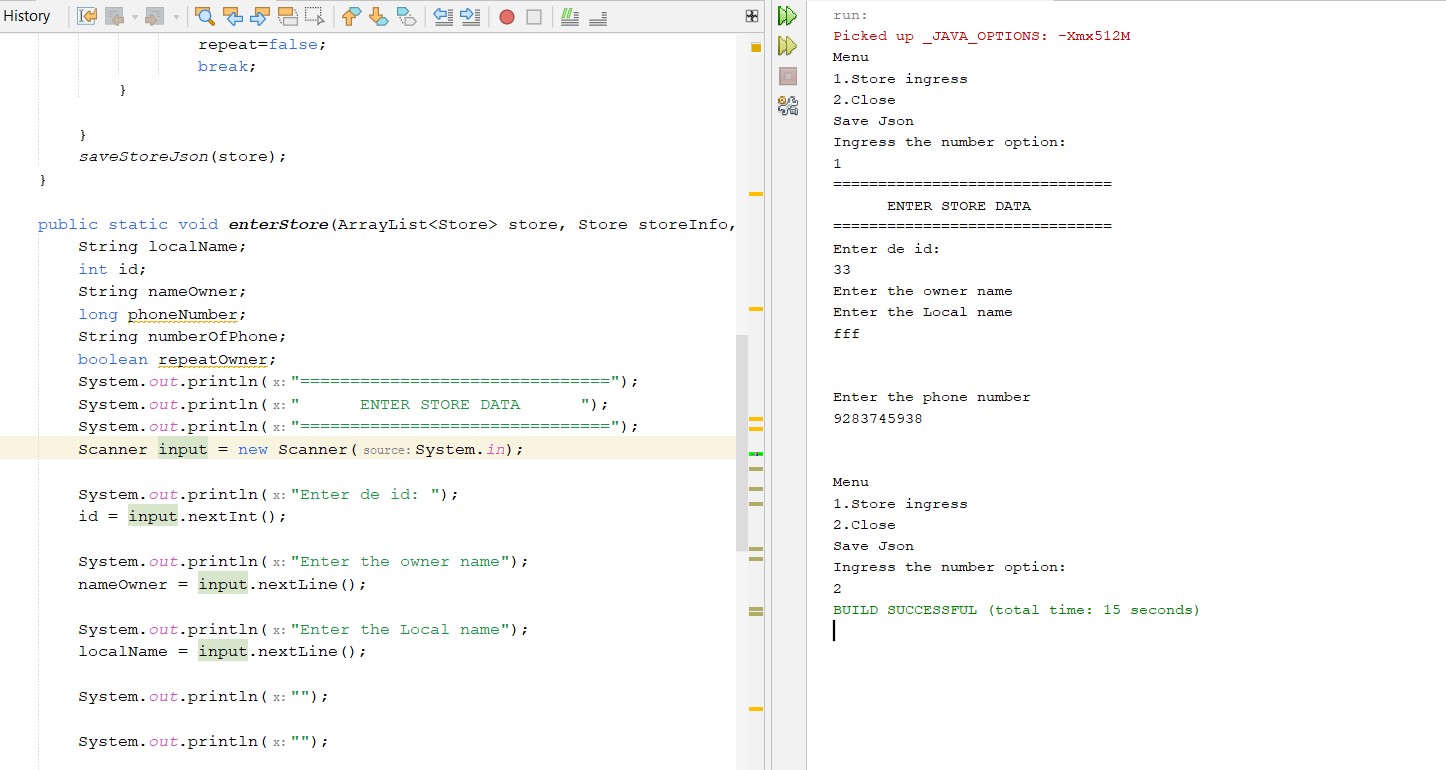 History
repeat=false;
break;
}
}
saveStoreJson(store);
}
public static void enterStore(ArrayList<Store> store, Store storeInfo,
String localName;
int id;
String nameOwner;
long phoneNumber;
String numberOfPhone;
boolean repeatOwner;
System.out.println(x:"===============================");
System.out.println(x:"      ENTER STORE DATA      ");
System.out.println(x:"===============================");
Scanner input = new Scanner(source:System.in);
System.out.println(x:"Enter de id: ");
id = input.nextInt();
System.out.println(x:"Enter the owner name");
nameOwner = input.nextLine();
System.out.println(x:"Enter the Local name");
localName = input.nextLine();
System.out.println(x:"");
System.out.println(x:"");
run:
Picked up _JAVA_OPTIONS: -Xmx512M
Menu
1.Store ingress
2.Close
Save Json
Ingress the number option:
1
===============================
ENTER STORE DATA
===============================
Enter de id:
33
Enter the owner name
Enter the Local name
fff
Enter the phone number
9283745938
Menu
1.Store ingress
2.Close
Save Json
Ingress the number option:
2
BUILD SUCCESSFUL (total time: 15 seconds)